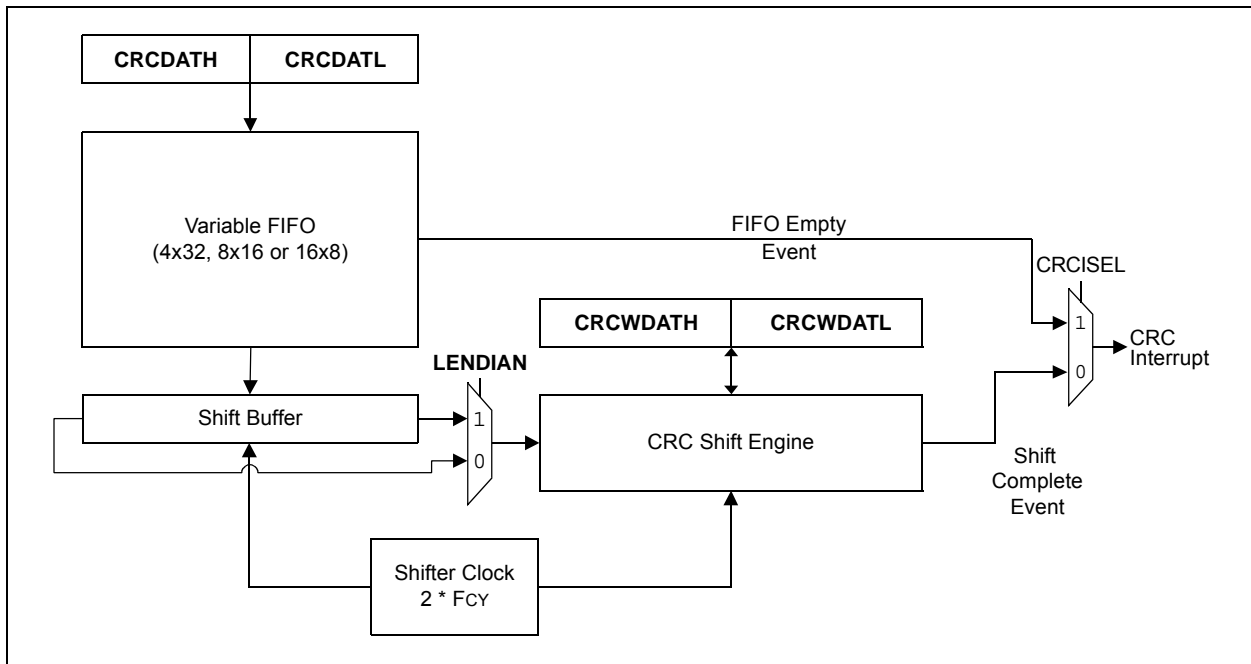 CRCDATH
CRCDATL
Variable FIFO
(4x32, 8x16 or 16x8)
FIFO Empty
Event
CRCISEL
1
0
CRC
Interrupt
CRCWDATH
CRCWDATL
LENDIAN
Shift Buffer
1
0
CRC Shift Engine
Shift
Complete
Event
Shifter Clock
2 * FCY